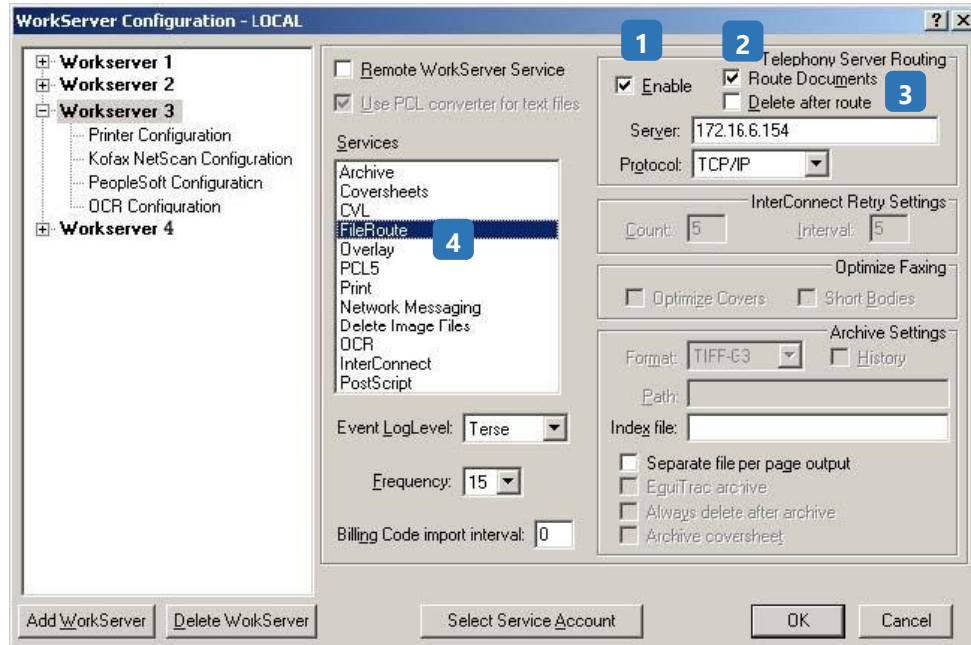 WorkServer Configuration - LOCAL
Workserver 1
Workserver 2
Workserver 3
Printer Configuration
Kofax NetScan Configuration
PeopleSoft Configuration
OCR Configuration
Workserver 4
Remote WorkServer Service
Use PCL converter for text files
Services
Archive
Coversheets
CVL
FileRoute
4
Overlay
PCL5
Print
Network Messaging
Delete Image Files
OCR
InterConnect
PostScript
Event LogLevel: Terse
Frequency: 15
Billing Code import interval: 0
1
2
Telephony Server Routing
Enable
Route Documents
Delete after route
3
Server: 172.16.6.154
Protocol: TCP/IP
InterConnect Retry Settings
Count: 5 Interval: 5
Optimize Faxing
Optimize Covers Short Bodies
Archive Settings
Format: TIFF-G3 History
Path:
Index file:
Separate file per page output
EquiTrac archive
Always delete after archive
Archive coversheet
Add WorkServer Delete WorkServer Select Service Account OK Cancel